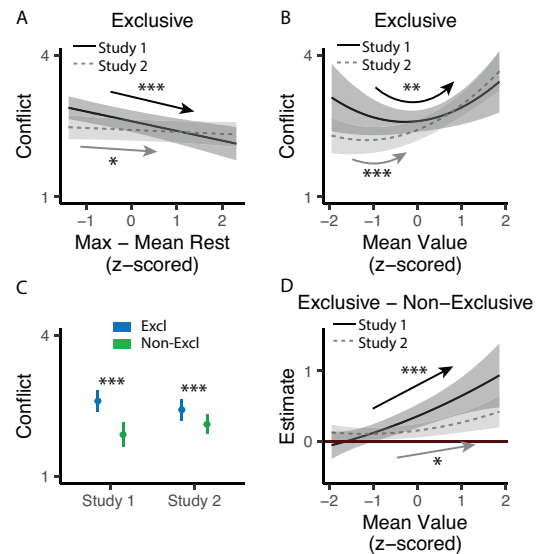 A
Exclusive
Study 1
Study 2
***
*
4
1
Conflict
−1
0
1
2
Max − Mean Rest
(z−scored)
B
Exclusive
Study 1
Study 2
**
***
4
1
Conflict
−2
−1
0
1
2
Mean Value
(z−scored)
C
Excl
Non−Excl
***
***
4
1
Conflict
Study 1
Study 2
D
Exclusive − Non−Exclusive
Study 1
Study 2
***
*
1
0
Estimate
−2
−1
0
1
2
Mean Value
(z−scored)